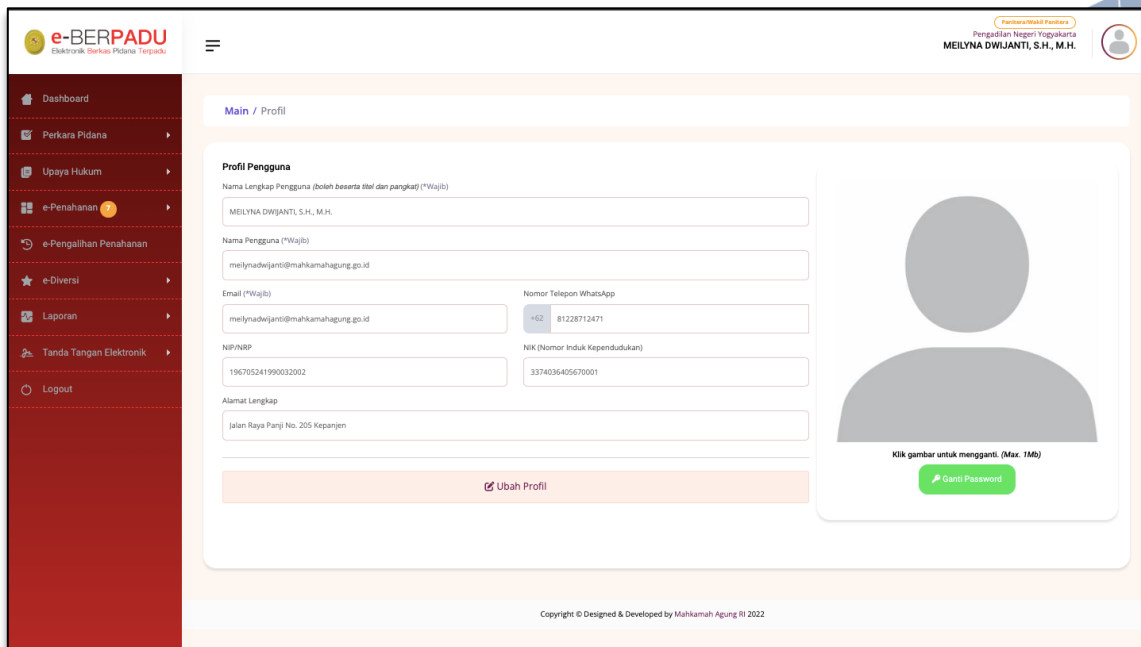 e-BERPADU
Elektronik Berkas Pidana Terpadu
Panitera/Wakil Panitera
Pengadilan Negeri Yogyakarta
MEILYNA DWIJANTI, S.H., M.H.
Dashboard
Perkara Pidana
Upaya Hukum
e-Penahanan 7
e-Pengalihan Penahanan
e-Diversi
Laporan
Tanda Tangan Elektronik
Logout
Main / Profil
Profil Pengguna
Nama Lengkap Pengguna (boleh beserta titel dan pangkat) (*Wajib)
MEILYNA DWIJANTI, S.H., M.H.
Nama Pengguna (*Wajib)
meilynadwijanti@mahkamahagung.go.id
Email (*Wajib)
meilynadwijanti@mahkamahagung.go.id
Nomor Telepon WhatsApp
+62 81228712471
NIP/NRP
196705241990032002
NIK (Nomor Induk Kependudukan)
3374036405670001
Alamat Lengkap
Jalan Raya Panji No. 205 Kepanjen
Ubah Profil
Klik gambar untuk mengganti. (Max. 1Mb)
Ganti Password
Copyright © Designed & Developed by Mahkamah Agung RI 2022